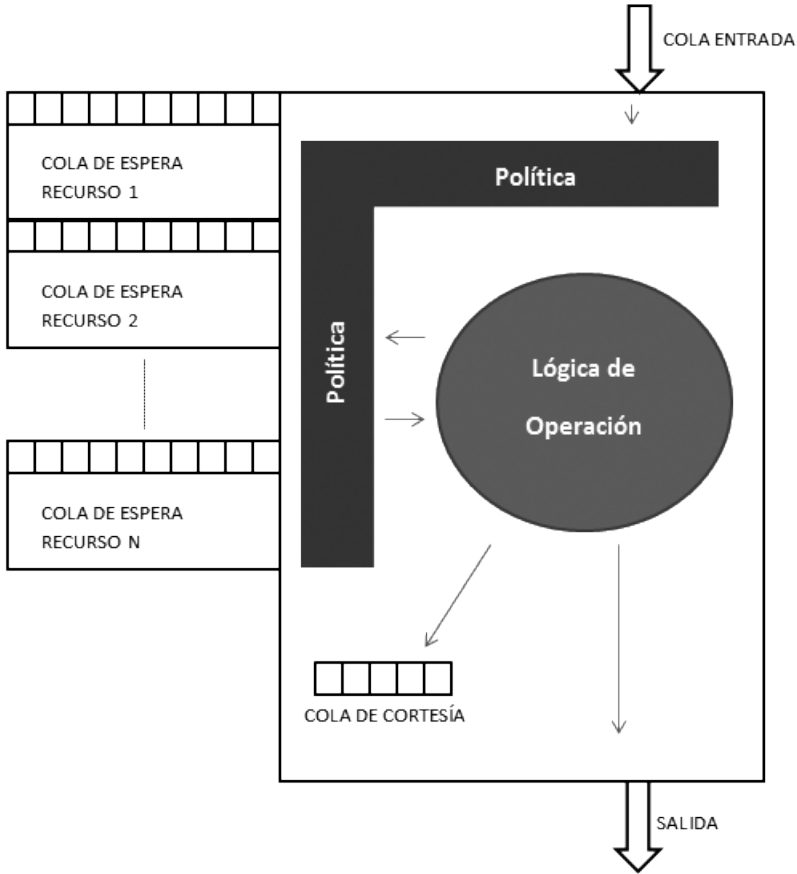 COLA ENTRADA
COLA DE ESPERA
RECURSO 1
Política
COLA DE ESPERA
RECURSO 2
Política
Lógica de
Operación
COLA DE ESPERA
RECURSO N
COLA DE CORTESÍA
SALIDA